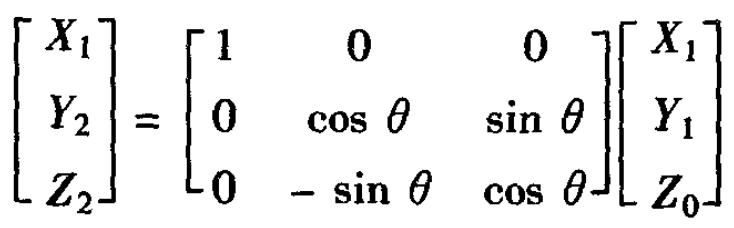 [X₁] = [1 0 0][X₁]
[Y₂] = [0 cos θ sin θ][Y₁]
[Z₂] = [0 − sin θ cos θ][Z₀]